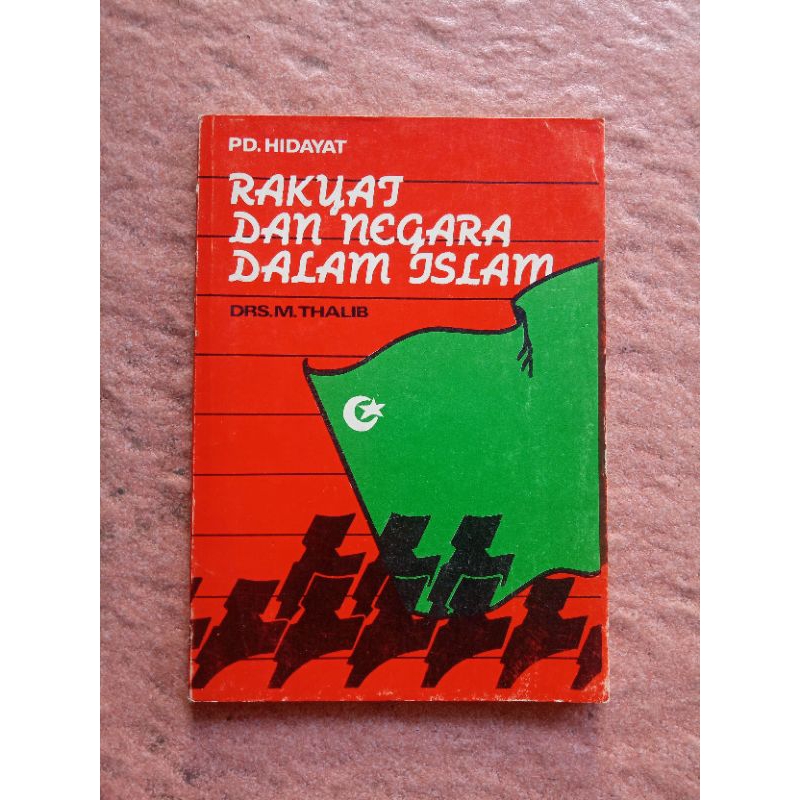 PD. HIDAYAT
RAKYAT
DAN NEGARA
DALAM ISLAM
DRS. M. THALIB